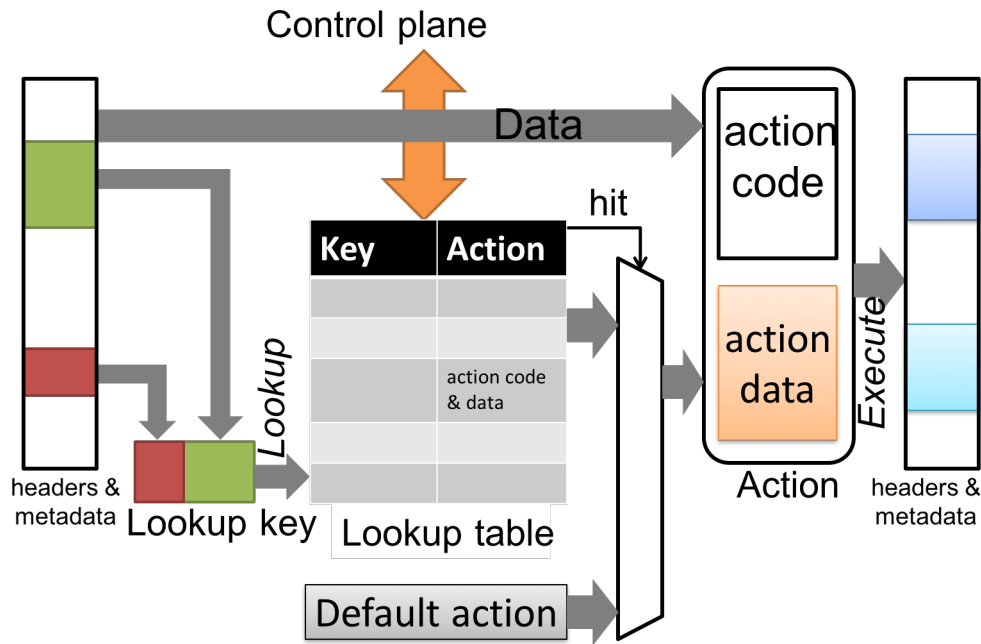 Control plane
Data
action
code
hit
Key
Action
action code
& data
Lookup
action
data
Execute
headers &
metadata
Lookup key
Lookup table
Action
headers &
metadata
Default action